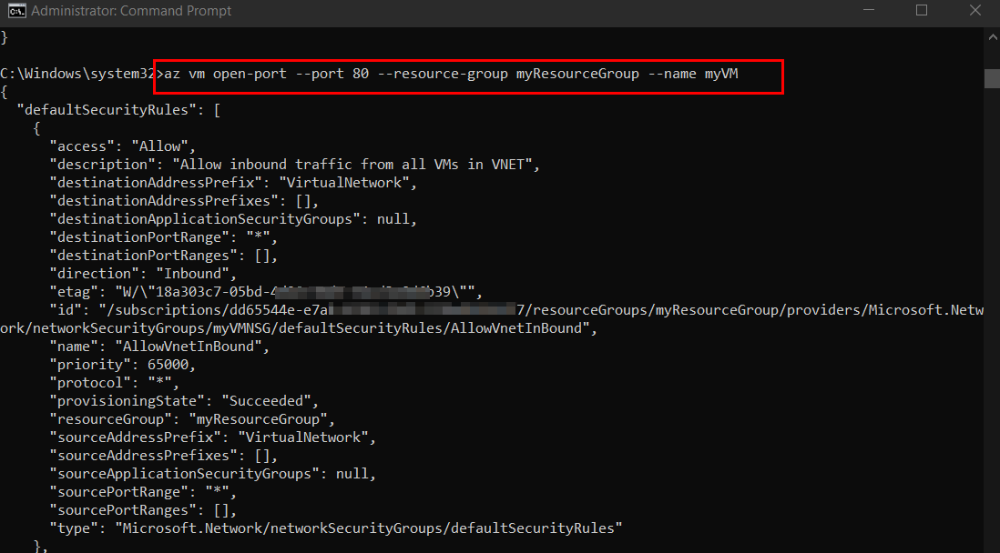 Administrator: Command Prompt
}
C:\Windows\system32>az vm open-port --port 80 --resource-group myResourceGroup --name myVM
{
  "defaultSecurityRules": [
    {
      "access": "Allow",
      "description": "Allow inbound traffic from all VMs in VNET",
      "destinationAddressPrefix": "VirtualNetwork",
      "destinationAddressPrefixes": [],
      "destinationApplicationSecurityGroups": null,
      "destinationPortRange": "*",
      "destinationPortRanges": [],
      "direction": "Inbound",
      "etag": "W/\"18a303c7-05bd-4 b39\"",
      "id": "/subscriptions/dd65544e-e7a 7/resourceGroups/myResourceGroup/providers/Microsoft.Netw
ork/networkSecurityGroups/myVMNSG/defaultSecurityRules/AllowVnetInBound",
      "name": "AllowVnetInBound",
      "priority": 65000,
      "protocol": "*",
      "provisioningState": "Succeeded",
      "resourceGroup": "myResourceGroup",
      "sourceAddressPrefix": "VirtualNetwork",
      "sourceAddressPrefixes": [],
      "sourceApplicationSecurityGroups": null,
      "sourcePortRange": "*",
      "sourcePortRanges": [],
      "type": "Microsoft.Network/networkSecurityGroups/defaultSecurityRules"
    },